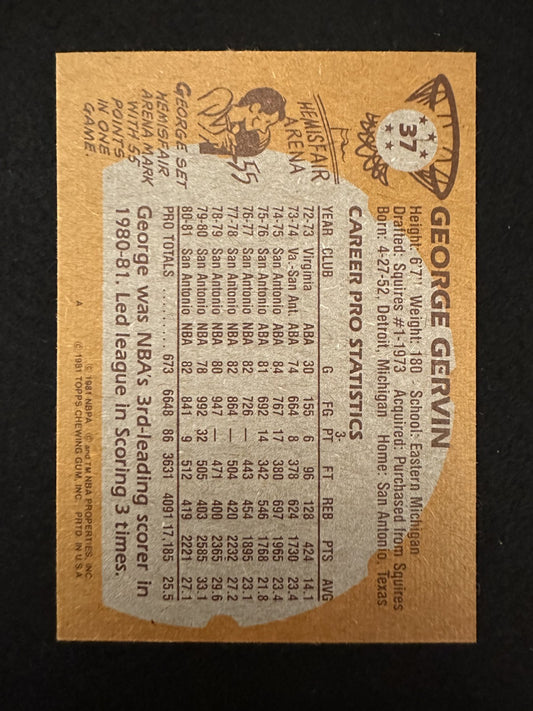 37
GEORGE GERVIN
Height: 6'7" Weight: 180 - School: Eastern Michigan
Drafted: Squires #1-1973 Acquired: Purchased from Squires
Born: 4-27-52, Detroit, Michigan Home: San Antonio, Texas
CAREER PRO STATISTICS
YEAR CLUB G FG 3-PT FT REB PTS AVG
72-73 Virginia ABA 30 155 6 96 128 424 14.1
73-74 Va.-San Ant. ABA 74 664 8 378 624 1730 23.4
74-75 San Antonio ABA 84 767 17 380 697 1965 23.4
75-76 San Antonio ABA 81 692 14 342 546 1768 21.8
76-77 San Antonio NBA 82 726 — 443 454 1895 23.1
77-78 San Antonio NBA 82 864 — 504 420 2232 27.2
78-79 San Antonio NBA 80 947 — 471 400 2365 29.6
79-80 San Antonio NBA 78 992 32 505 403 2585 33.1
80-81 San Antonio NBA 82 841 9 512 419 2221 27.1
PRO TOTALS ........ 673 6648 86 3631 4091 17,185 25.5
HEMISFAIR
ARENA
55
GEORGE SET
HEMISFAIR
ARENA MARK
WITH 55
POINTS
IN ONE
GAME.
George was NBA's 3rd-leading scorer in
1980-81. Led league in Scoring 3 times.
A
© 1981 NBPA © and TM NBA PROPERTIES, INC.
© 1981 TOPPS CHEWING GUM, INC. PRTD. IN U.S.A.